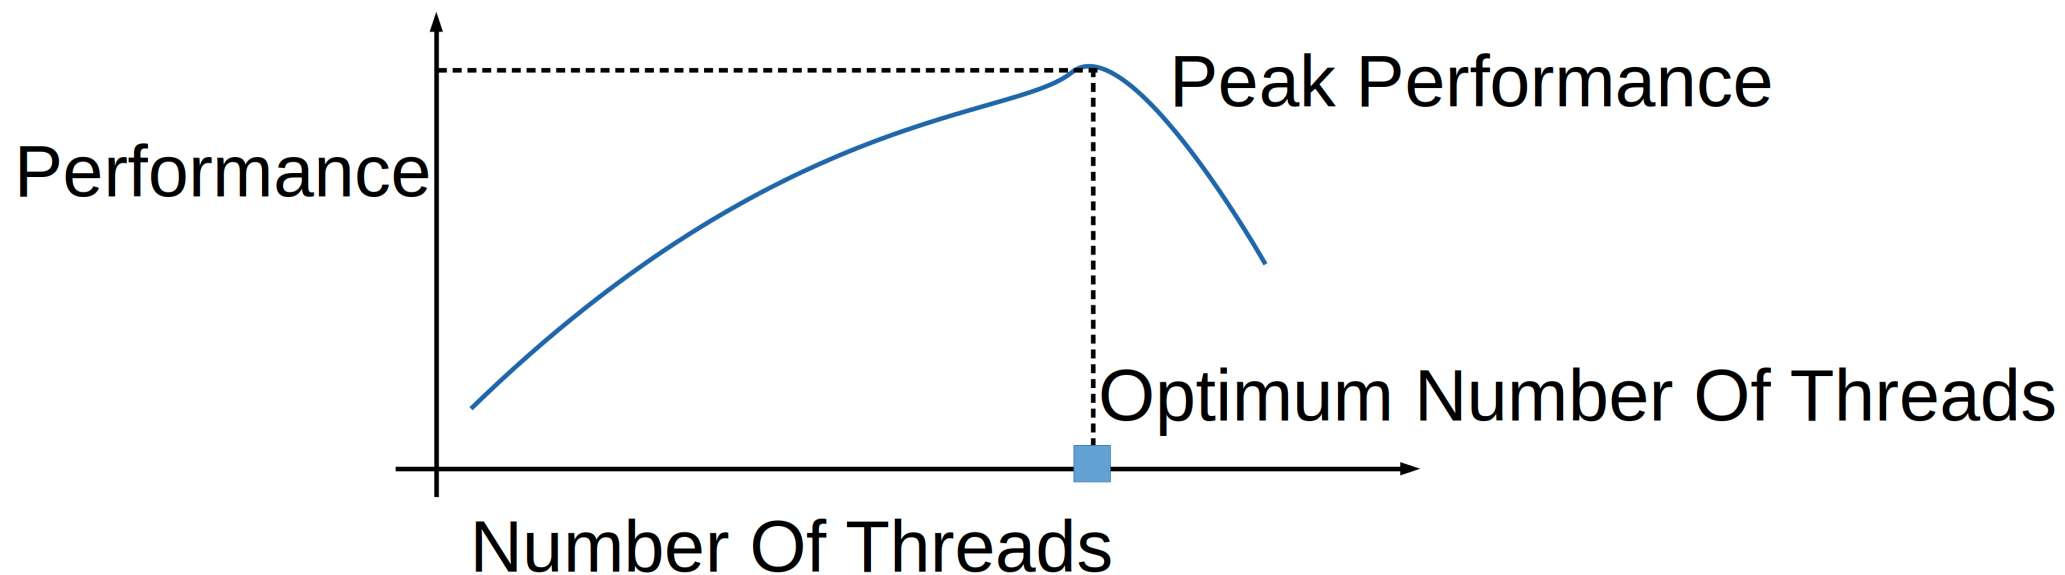 Peak Performance
Performance
Optimum Number Of Threads
Number Of Threads